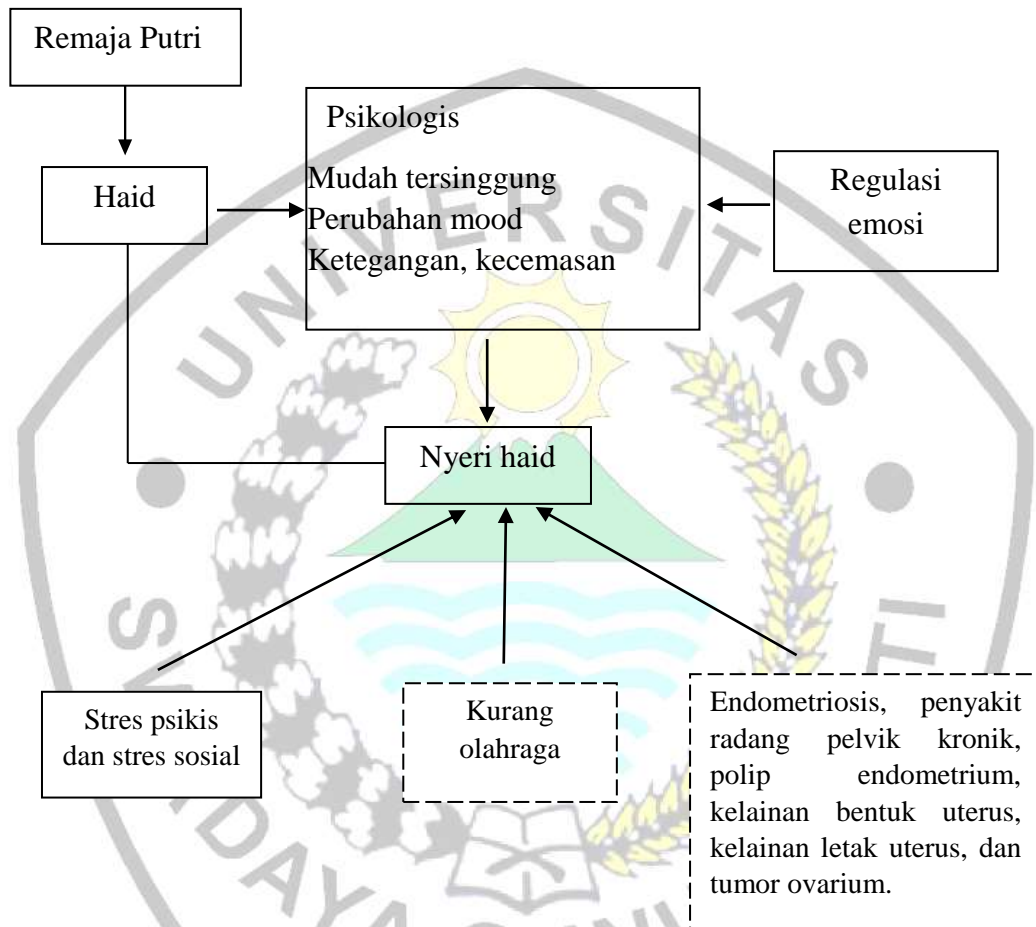 Remaja Putri
Haid
Psikologis
Mudah tersinggung
Perubahan mood
Ketegangan, kecemasan
Regulasi
emosi
Nyeri haid
Stres psikis
dan stres sosial
Kurang
olahraga
Endometriosis, penyakit
radang pelvik kronik,
polip endometrium,
kelainan bentuk uterus,
kelainan letak uterus, dan
tumor ovarium.
UNIVERSITAS